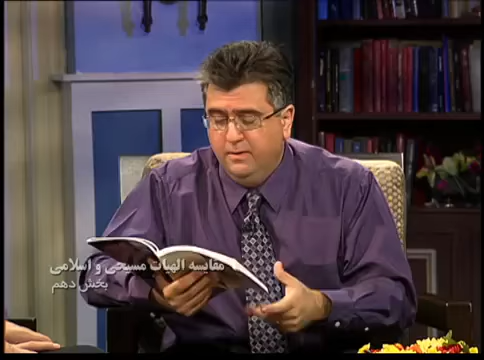 مقایسه الهیات مسیحی و اسلامی
بخش دهم